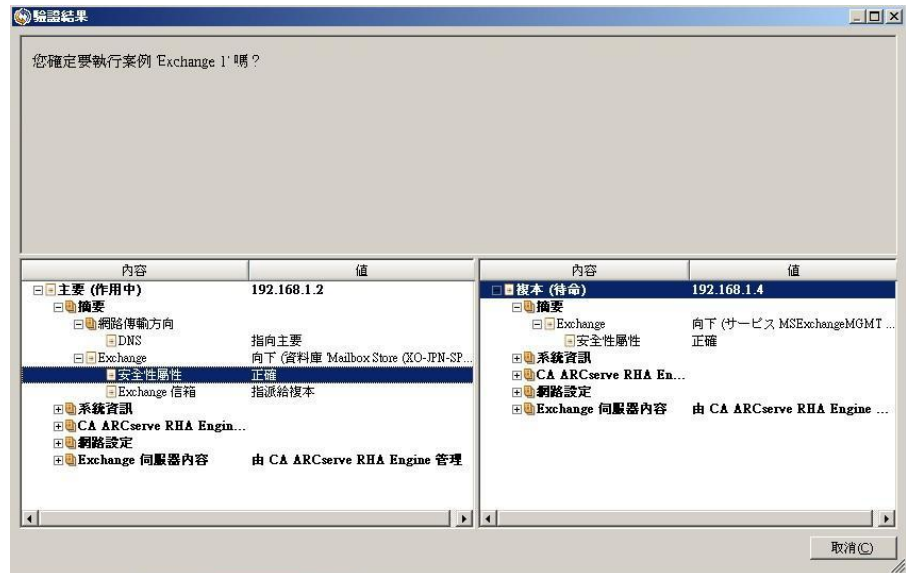 驗證結果
您確定要執行案例 'Exchange 1' 嗎？
內容 值
主要 (作用中) 192.168.1.2
摘要
網路傳輸方向
DNS 指向主要
Exchange 向下 (資料庫 'Mailbox Store (XO-JPN-SP...
安全性屬性 正確
Exchange 信箱 指派給複本
系統資訊
CA ARCserve RHA Engin...
網路設定
Exchange 伺服器內容 由 CA ARCserve RHA Engine 管理
內容 值
複本 (待命) 192.168.1.4
摘要
Exchange 向下 (サービス MSExchangeMGMT ...
安全性屬性 正確
系統資訊
CA ARCserve RHA En...
網路設定
Exchange 伺服器內容 由 CA ARCserve RHA Engine ...
取消(C)